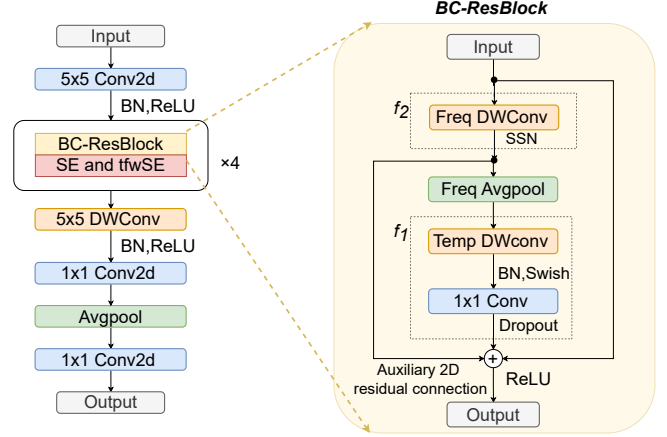 Input
5x5 Conv2d
BN,ReLU
BC-ResBlock
SE and tfwSE
×4
5x5 DWConv
BN,ReLU
1x1 Conv2d
Avgpool
1x1 Conv2d
Output
BC-ResBlock
Input
f2
Freq DWConv
SSN
Freq Avgpool
f1
Temp DWconv
BN,Swish
1x1 Conv
Dropout
+
Auxiliary 2D
residual connection
ReLU
Output